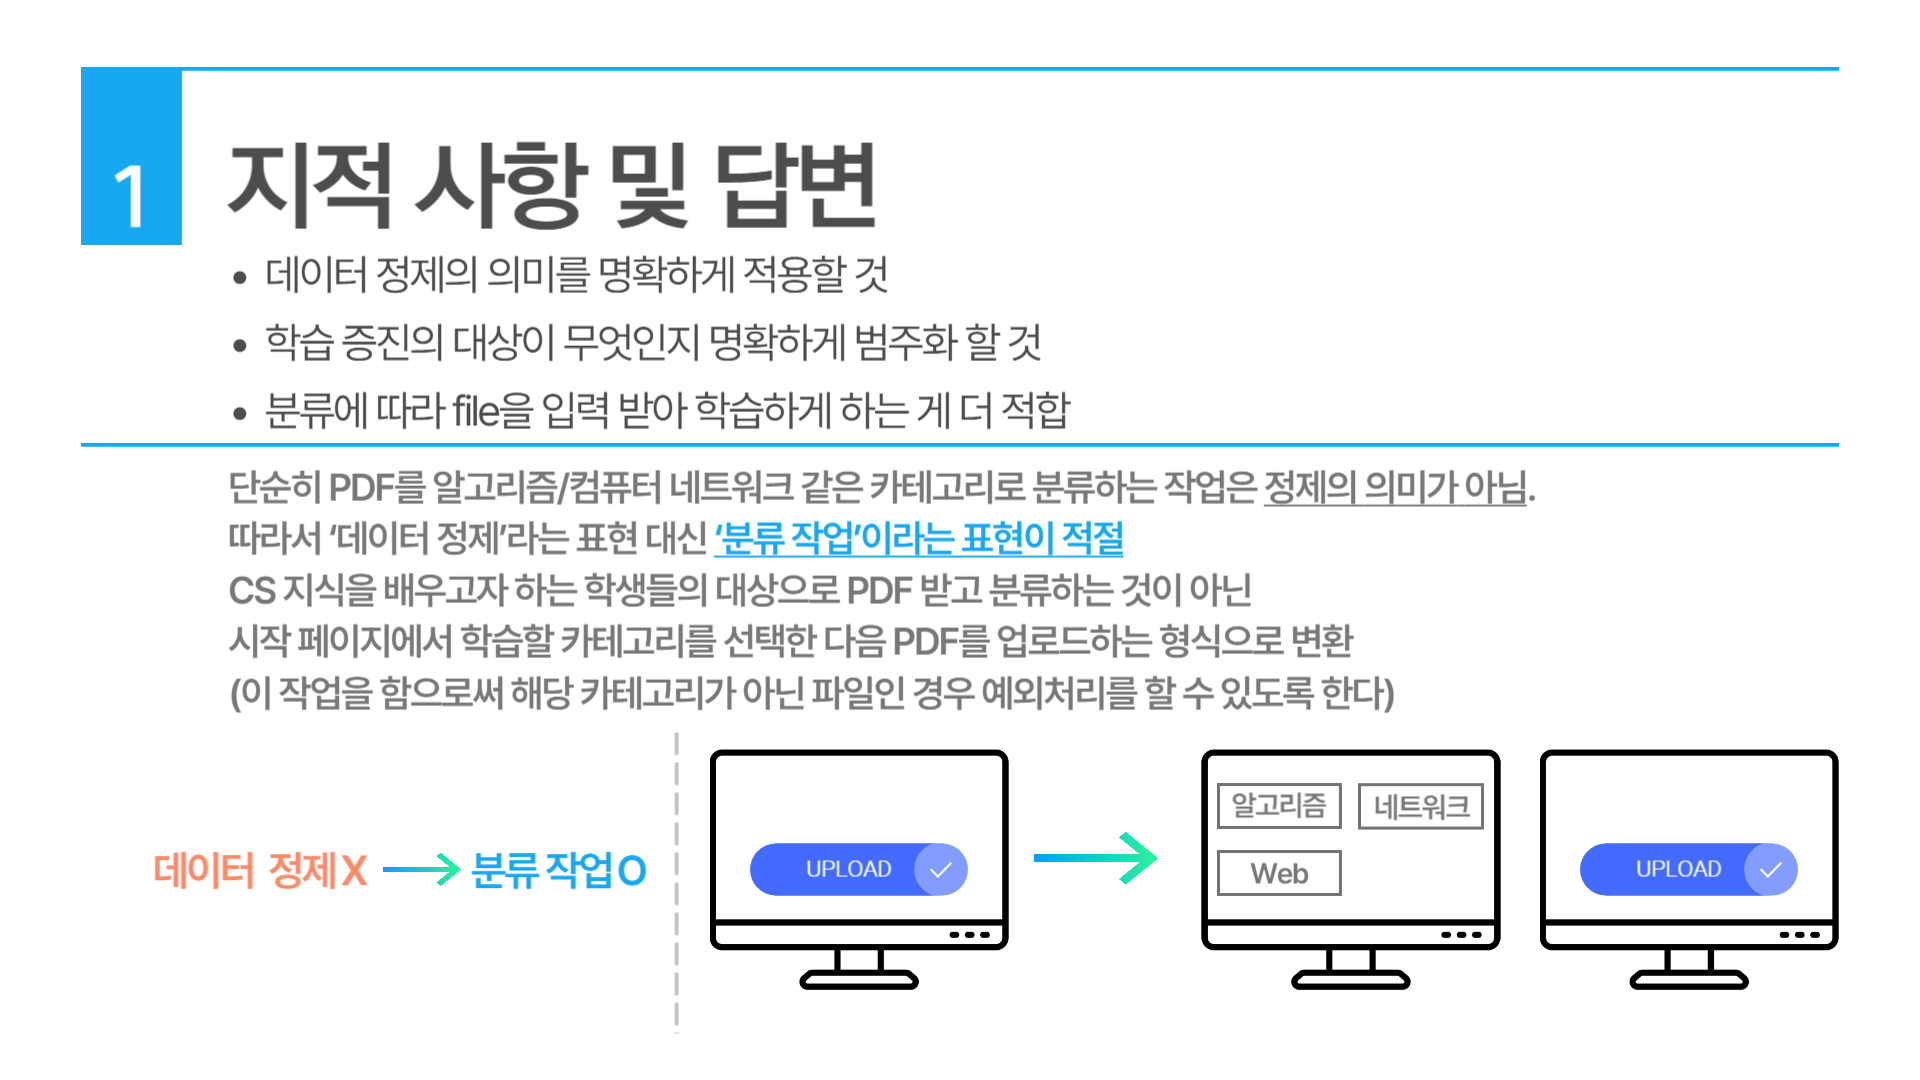 1
지적 사항 및 답변
• 데이터 정제의 의미를 명확하게 적용할 것
• 학습 증진의 대상이 무엇인지 명확하게 범주화 할 것
• 분류에 따라 file을 입력 받아 학습하게 하는 게 더 적합
단순히 PDF를 알고리즘/컴퓨터 네트워크 같은 카테고리로 분류하는 작업은 정제의 의미가 아님.
따라서 ‘데이터 정제’라는 표현 대신 ‘분류 작업’이라는 표현이 적절
CS 지식을 배우고자 하는 학생들의 대상으로 PDF 받고 분류하는 것이 아닌
시작 페이지에서 학습할 카테고리를 선택한 다음 PDF를 업로드하는 형식으로 변환
(이 작업을 함으로써 해당 카테고리가 아닌 파일인 경우 예외처리를 할 수 있도록 한다)
데이터 정제 X
분류 작업 O
UPLOAD
알고리즘
네트워크
Web
UPLOAD